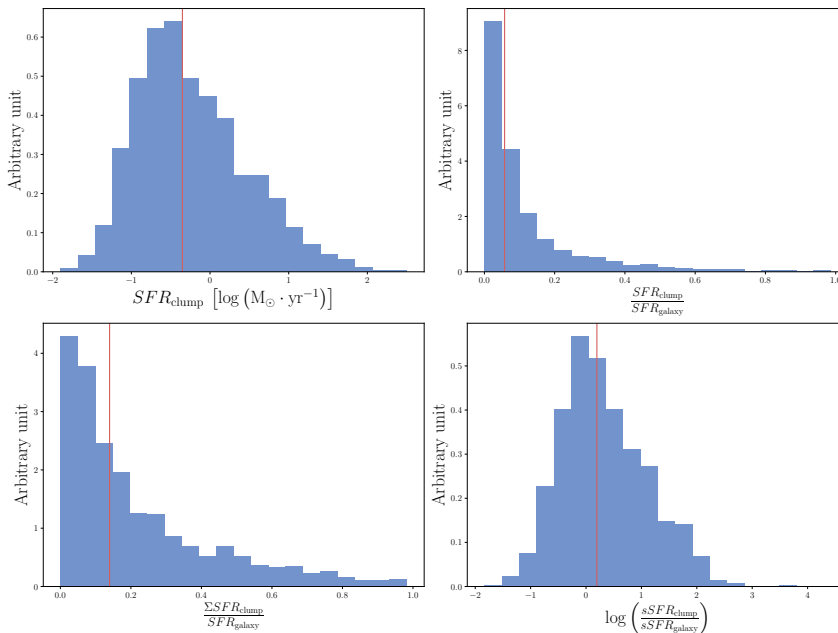 Arbitrary unit
0.6
0.5
0.4
0.3
0.2
0.1
0.0
−2 −1 0 1 2
SFR_clump [log (M_⊙ · yr⁻¹)]
Arbitrary unit
8
6
4
2
0
0.0 0.2 0.4 0.6 0.8 1.0
SFR_clump
SFR_galaxy
Arbitrary unit
4
3
2
1
0
0.0 0.2 0.4 0.6 0.8 1.0
ΣSFR_clump
SFR_galaxy
Arbitrary unit
0.5
0.4
0.3
0.2
0.1
0.0
−2 −1 0 1 2 3 4
log (sSFR_clump / sSFR_galaxy)